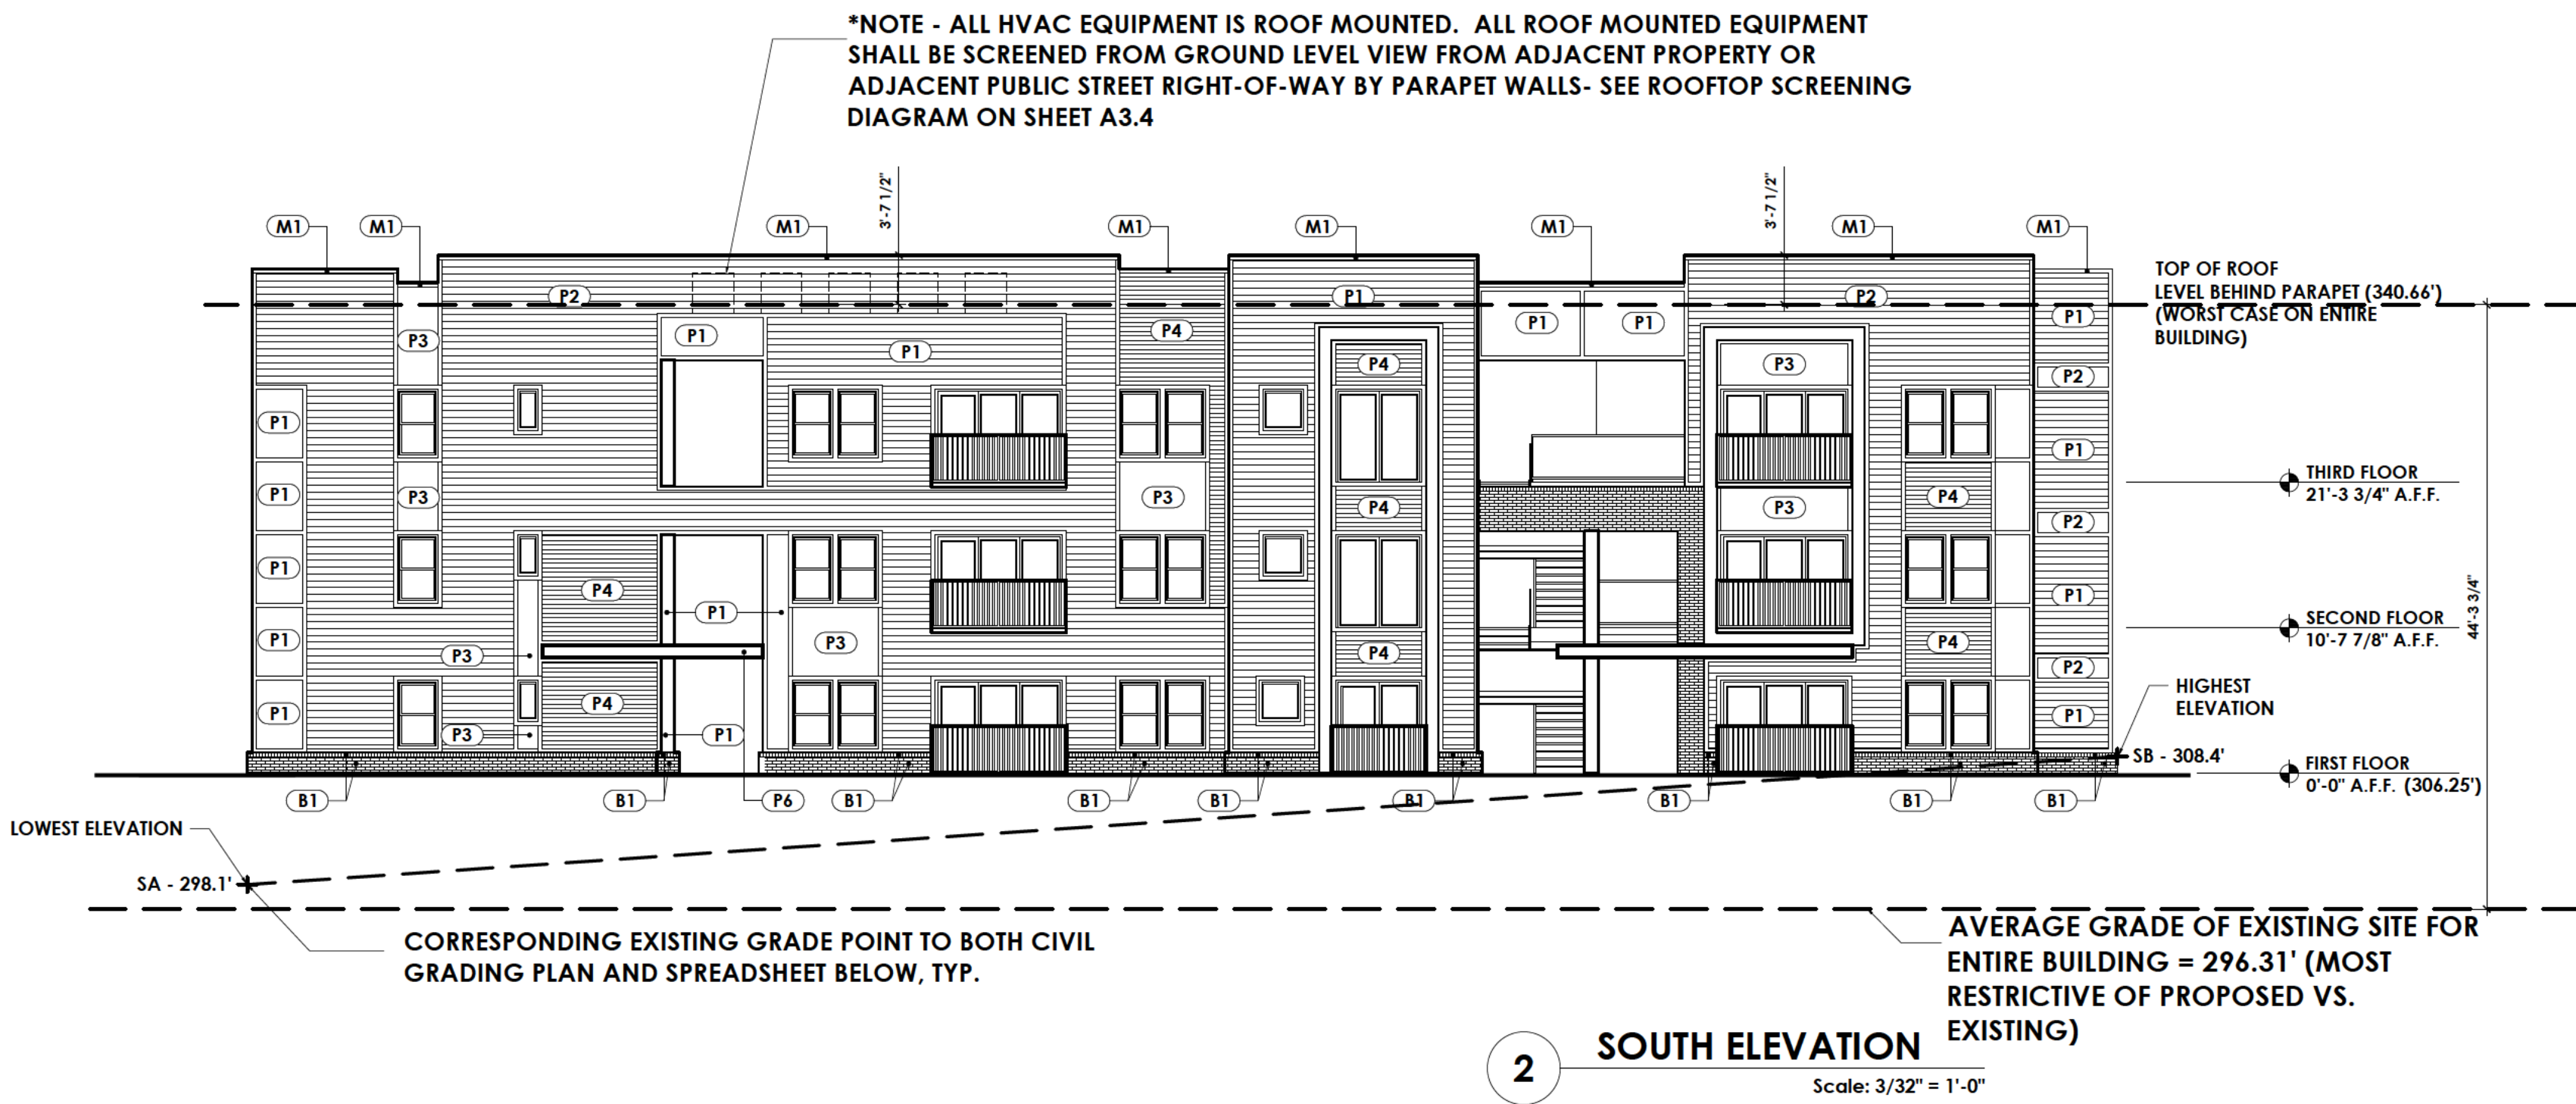 *NOTE - ALL HVAC EQUIPMENT IS ROOF MOUNTED.  ALL ROOF MOUNTED EQUIPMENT
SHALL BE SCREENED FROM GROUND LEVEL VIEW FROM ADJACENT PROPERTY OR
ADJACENT PUBLIC STREET RIGHT-OF-WAY BY PARAPET WALLS- SEE ROOFTOP SCREENING
DIAGRAM ON SHEET A3.4
3'-7 1/2"
3'-7 1/2"
M1 M1 M1 M1 M1 M1 M1 M1
TOP OF ROOF
LEVEL BEHIND PARAPET (340.66')
(WORST CASE ON ENTIRE
BUILDING)
P2 P1 P2
P1
P3 P1 P1 P4 P1 P1
P4 P3
P2
P1
P1
THIRD FLOOR
21'-3 3/4" A.F.F.
P1 P3 P3 P4 P3 P4
P2
P1 P4 P1
P1
44'-3 3/4"
SECOND FLOOR
10'-7 7/8" A.F.F.
P1 P3 P3 P4 P4
P2
HIGHEST
ELEVATION
P1 P4 P1
P3 P1
SB - 308.4'
FIRST FLOOR
0'-0" A.F.F. (306.25')
B1 B1 P6 B1 B1 B1 B1 B1 B1 B1
LOWEST ELEVATION
SA - 298.1'
CORRESPONDING EXISTING GRADE POINT TO BOTH CIVIL
GRADING PLAN AND SPREADSHEET BELOW, TYP.
AVERAGE GRADE OF EXISTING SITE FOR
ENTIRE BUILDING = 296.31' (MOST
RESTRICTIVE OF PROPOSED VS.
EXISTING)
2
SOUTH ELEVATION
Scale: 3/32" = 1'-0"